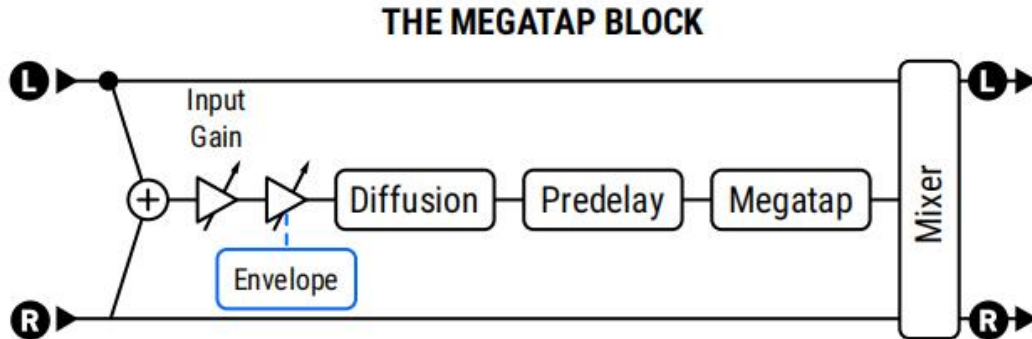 THE MEGATAP BLOCK
L
L
Input
Gain
+
Diffusion
Predelay
Megatap
Mixer
Envelope
R
R